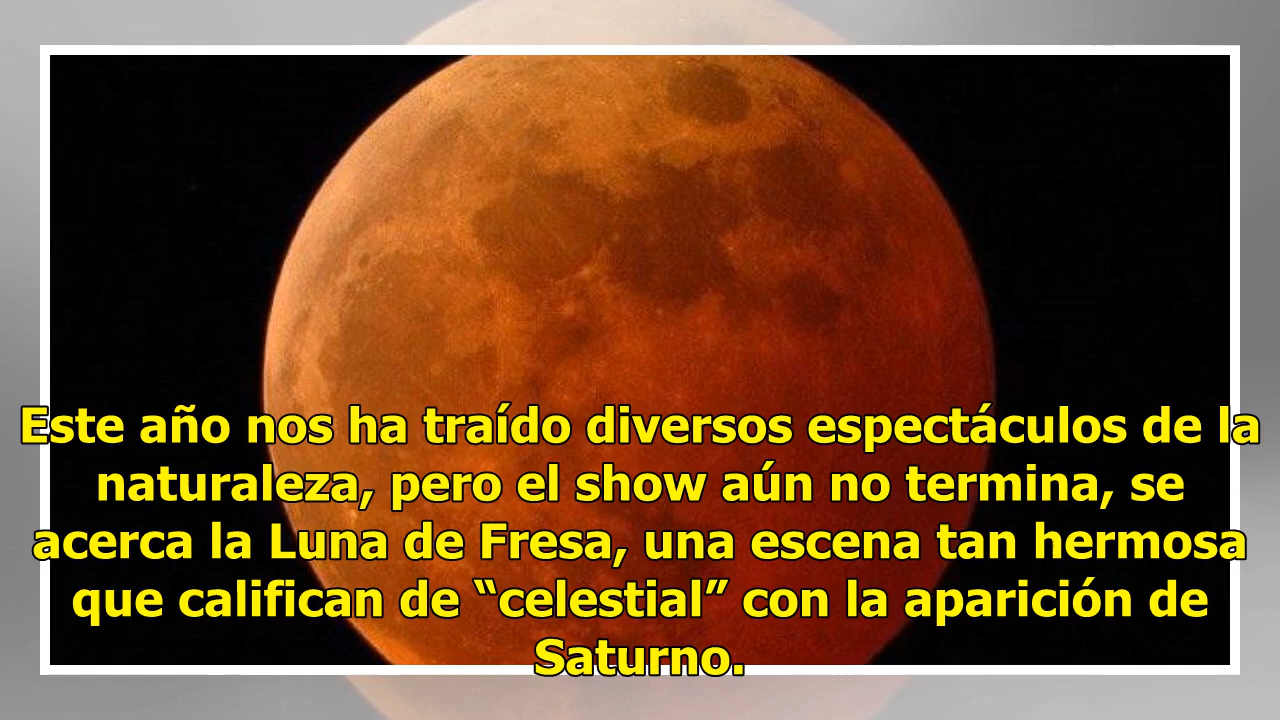 Este año nos ha traído diversos espectáculos de la
naturaleza, pero el show aún no termina, se
acerca la Luna de Fresa, una escena tan hermosa
que califican de “celestial” con la aparición de
Saturno.